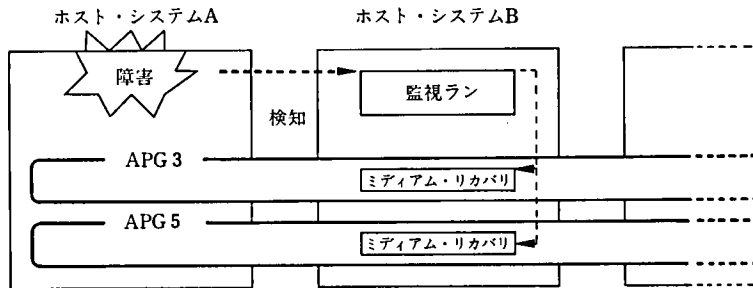 ホスト・システムA
ホスト・システムB
障害
監視ラン
検知
APG 3
ミディアム・リカバリ
APG 5
ミディアム・リカバリ